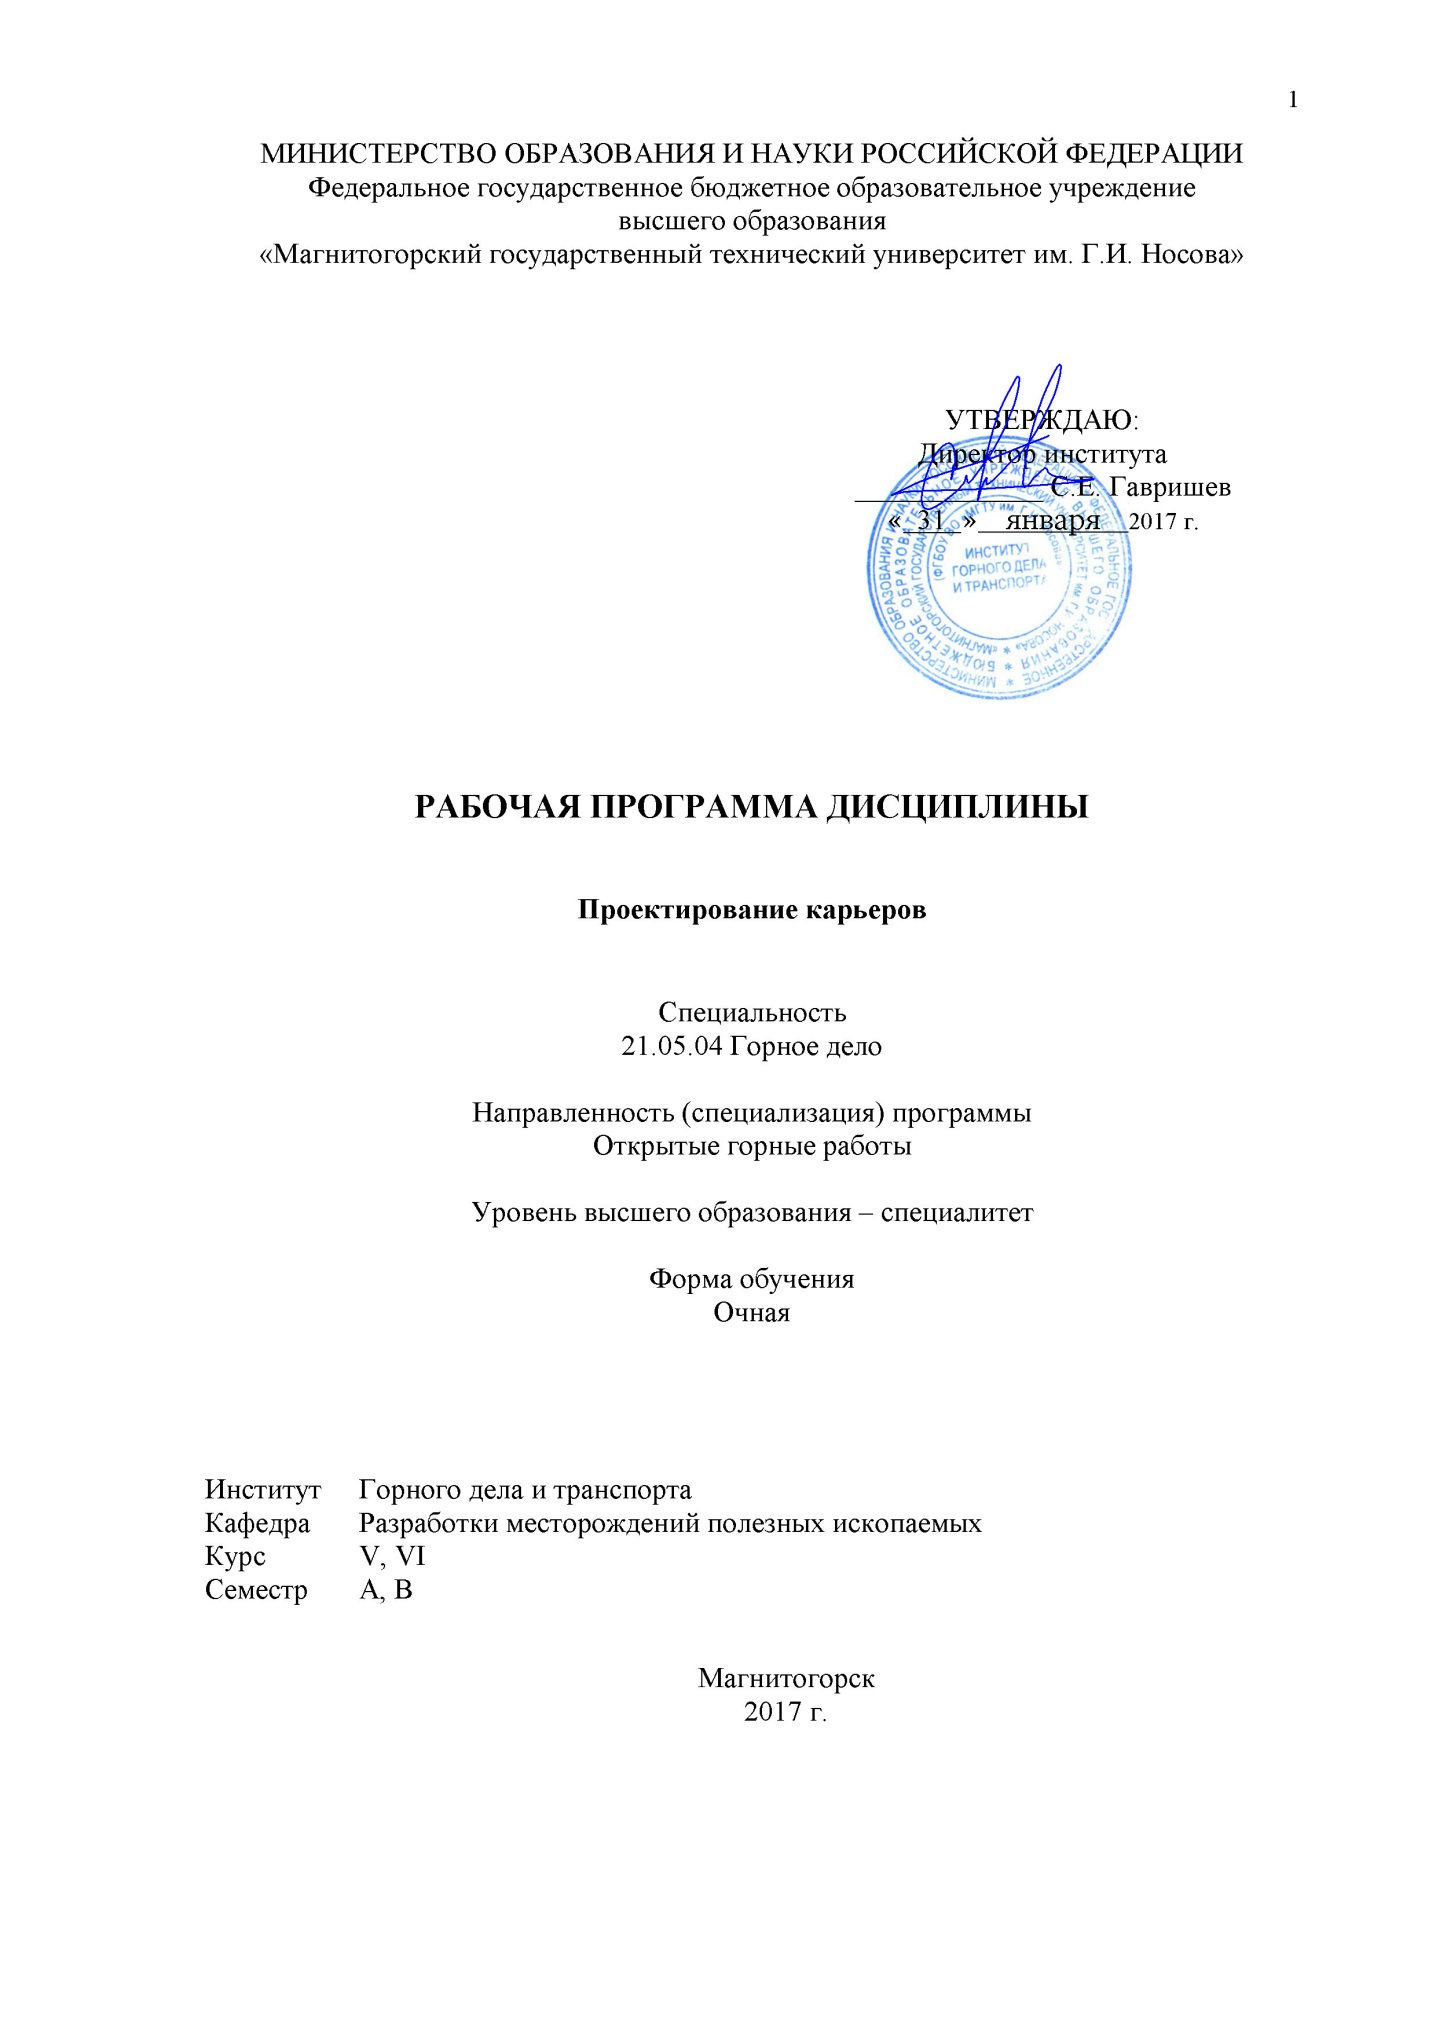 1
МИНИСТЕРСТВО ОБРАЗОВАНИЯ И НАУКИ РОССИЙСКОЙ ФЕДЕРАЦИИ
Федеральное государственное бюджетное образовательное учреждение
высшего образования
«Магнитогорский государственный технический университет им. Г.И. Носова»
УТВЕРЖДАЮ:
Директор института
С.Е. Гавришев
« 31 » января 2017 г.
ИНСТИТУТ
ГОРНОГО ДЕЛА
И ТРАНСПОРТА
РАБОЧАЯ ПРОГРАММА ДИСЦИПЛИНЫ
Проектирование карьеров
Специальность
21.05.04 Горное дело
Направленность (специализация) программы
Открытые горные работы
Уровень высшего образования – специалитет
Форма обучения
Очная
Институт Горного дела и транспорта
Кафедра Разработки месторождений полезных ископаемых
Курс V, VI
Семестр А, В
Магнитогорск
2017 г.